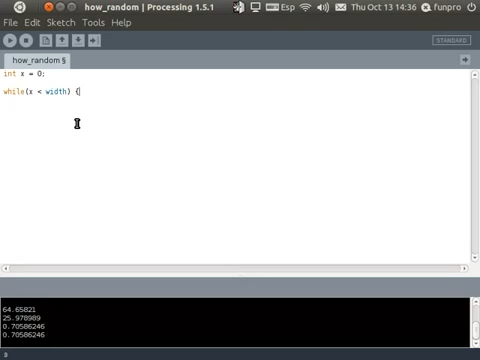 how_random | Processing 1.5.1
Esp
Thu Oct 13 14:36
funpro
File Edit Sketch Tools Help
STANDARD
how_random §
int x = 0;
while(x < width) {
64.65821
25.978989
0.70586246
0.70586246
3